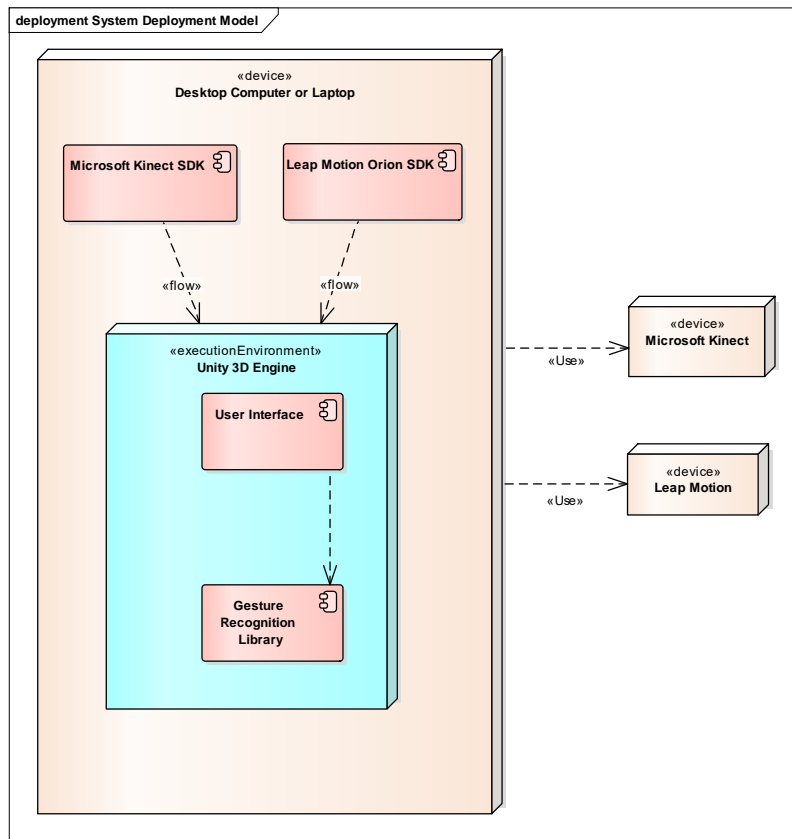 deployment System Deployment Model
«device»
Desktop Computer or Laptop
Microsoft Kinect SDK
Leap Motion Orion SDK
«flow»
«flow»
«executionEnvironment»
Unity 3D Engine
User Interface
Gesture
Recognition
Library
«device»
Microsoft Kinect
«Use»
«device»
Leap Motion
«Use»